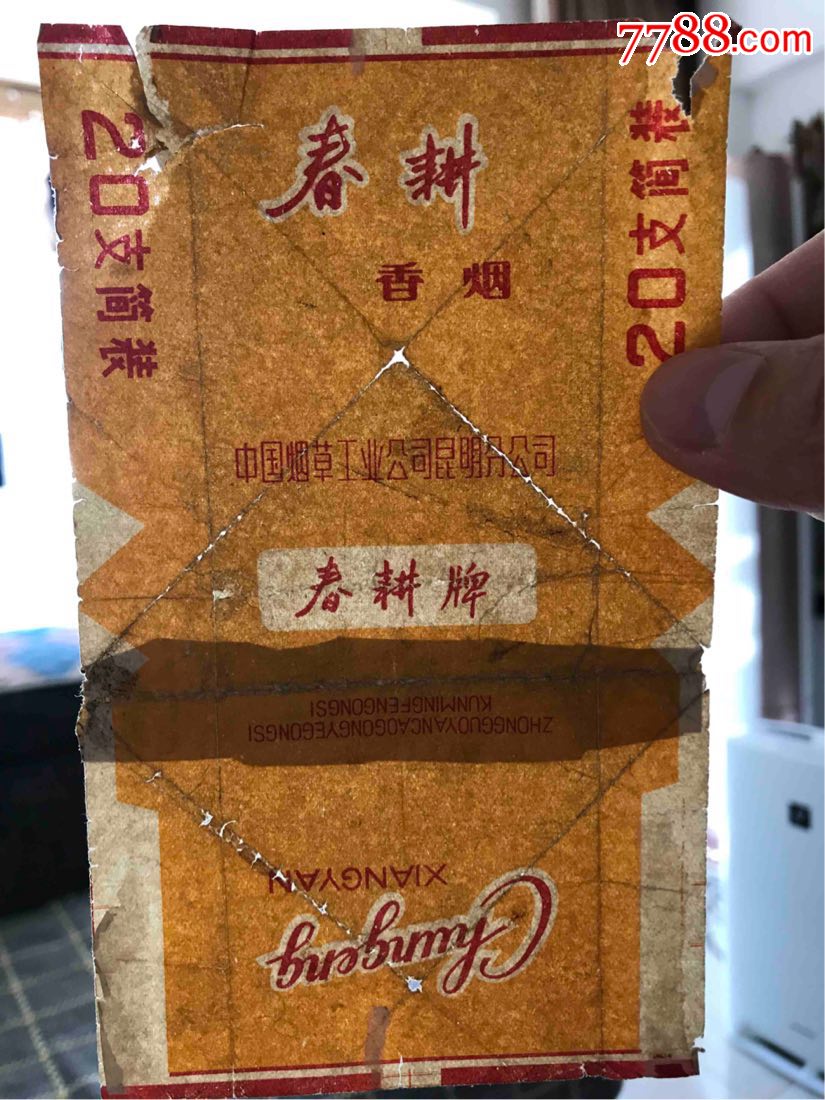 7788.com
春耕
香烟
20支简装
20支简装
中国烟草工业公司昆明分公司
春耕牌
ZHONGGUOYANCAOGONGYEGONGSI
KUNMINGFENGONGSI
Chungeng
XIANGYAN